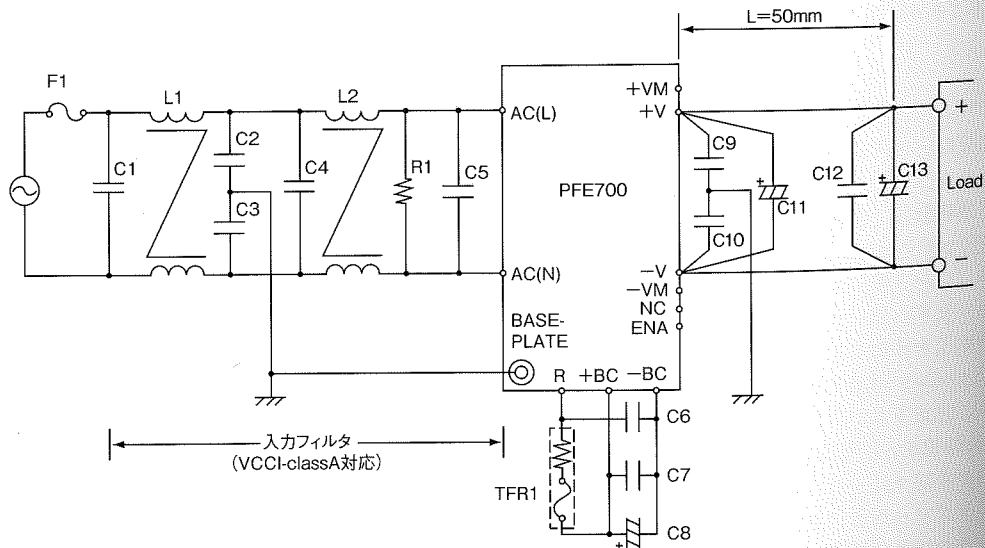 L=50mm
F1
L1
L2
+VM
+V
AC(L)
C1
C2
C3
C4
R1
C5
PFE700
C9
C10
C11
C12
C13
+
Load
−
AC(N)
−V
−VM
NC
ENA
BASE-
PLATE
R +BC −BC
C6
C7
C8
TFR1
+
+
+
入力フィルタ
(VCCI-classA対応)